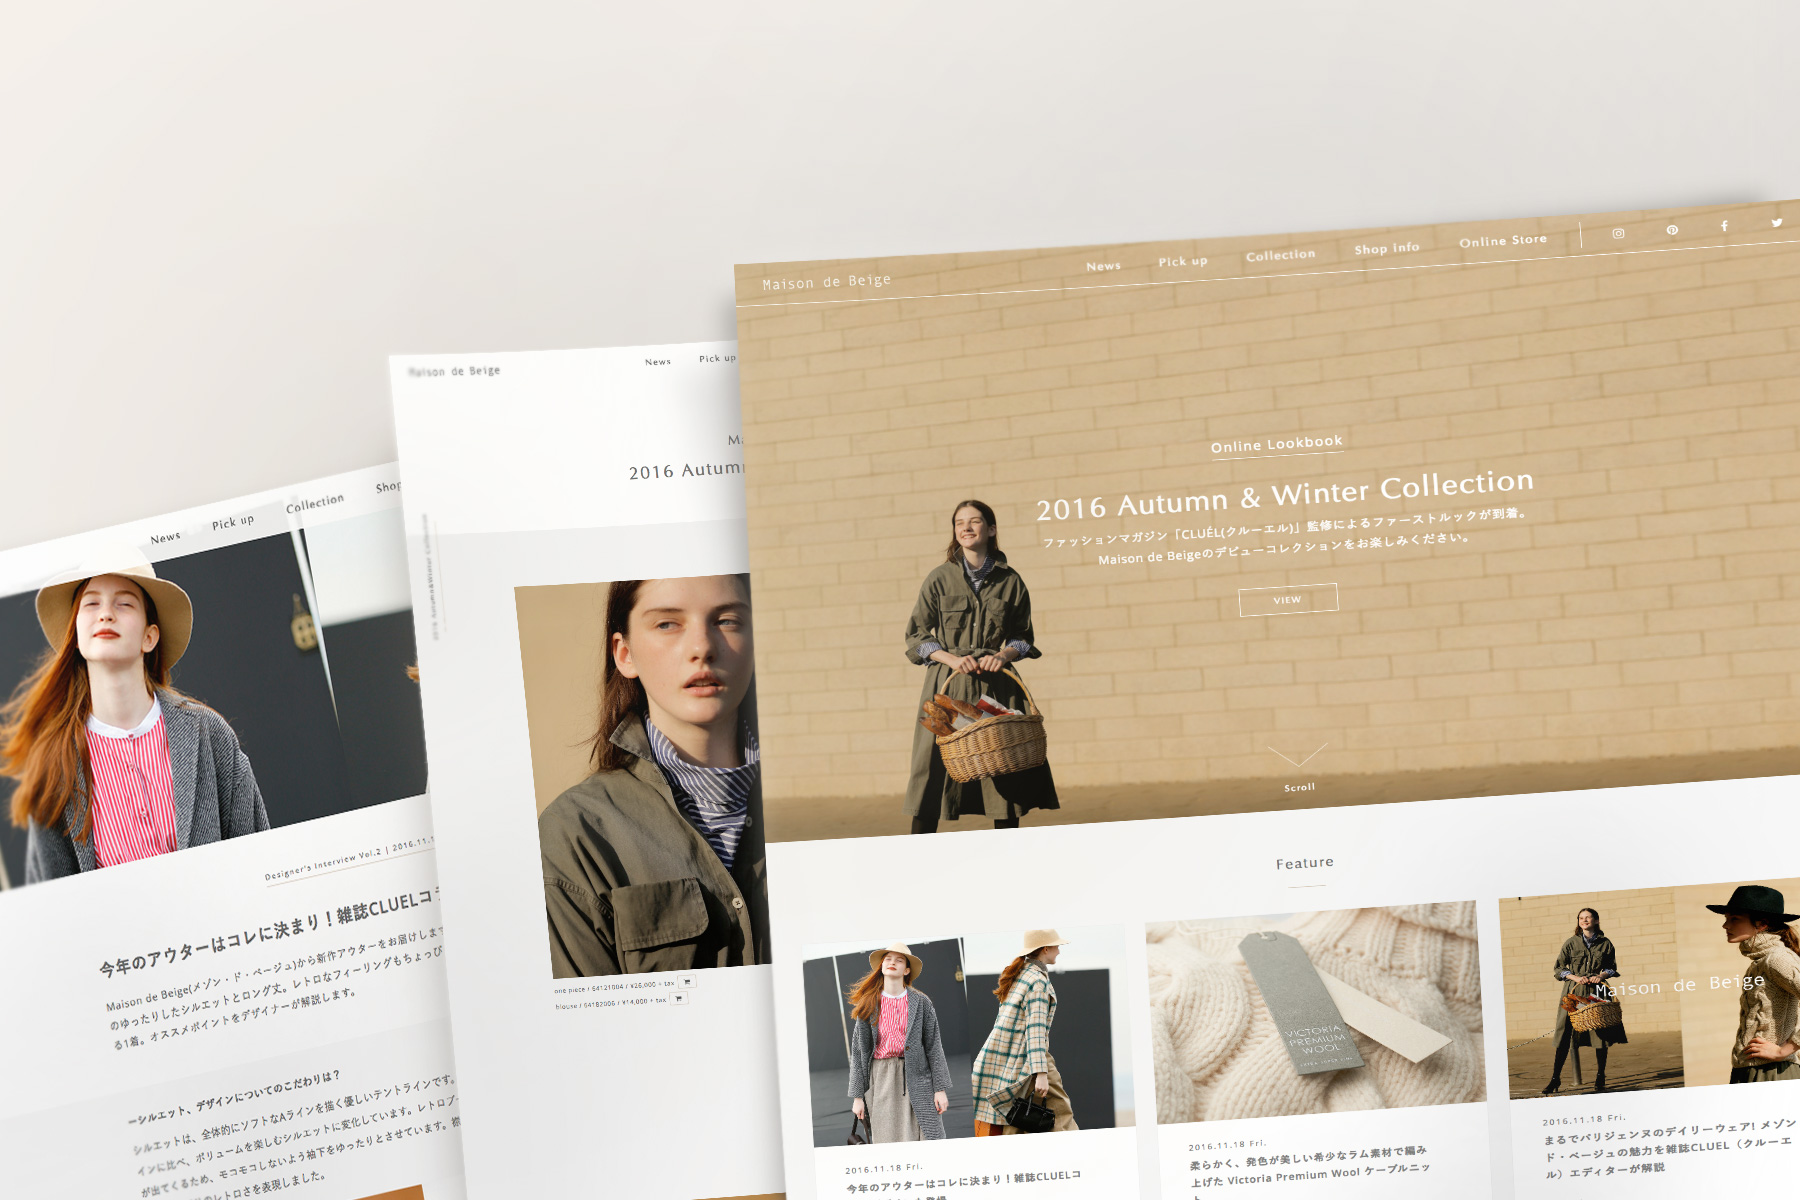 Maison de Beige
News
Pick up
Collection
Shop info
Online Store
Online Lookbook
2016 Autumn & Winter Collection
ファッションマガジン「CLUÉL(クルーエル)」監修によるファーストルックが到着。
Maison de Beigeのデビューコレクションをお楽しみください。
VIEW
Scroll
Feature
VICTORIA
PREMIUM
WOOL
Maison de Beige
2016.11.18 Fri.
今年のアウターはコレに決まり！雑誌CLUELコ
2016.11.18 Fri.
柔らかく、発色が美しい希少なラム素材で編み
上げた Victoria Premium Wool ケーブルニッ
2016.11.18 Fri.
まるでパリジェンヌのデイリーウェア! メゾン
ド・ベージュの魅力を雑誌CLUEL（クルーエ
ル）エディターが解説
Maison de Beige
News
Pick up
2016 Autumn
2016 Autumn&Winter Collection
one piece / 64121004 / ¥26,000 + tax
blouse / 64182006 / ¥14,000 + tax
News
Pick up
Collection
Shop
Designer's Interview Vol.2 | 2016.11.1
今年のアウターはコレに決まり！雑誌CLUELコ
Maison de Beige(メゾン・ド・ベージュ)から新作アウターをお届けします
のゆったりしたシルエットとロング丈。レトロなフィーリングもちょっぴ
る1着。オススメポイントをデザイナーが解説します。
ーシルエット、デザインについてのこだわりは？
シルエットは、全体的にソフトなAラインを描く優しいテントラインです。
インに比べ、ボリュームを楽しむシルエットに変化しています。レトロブー
が出てくるため、モコモコしないよう袖下をゆったりとさせています。襟
のレトロさを表現しました。